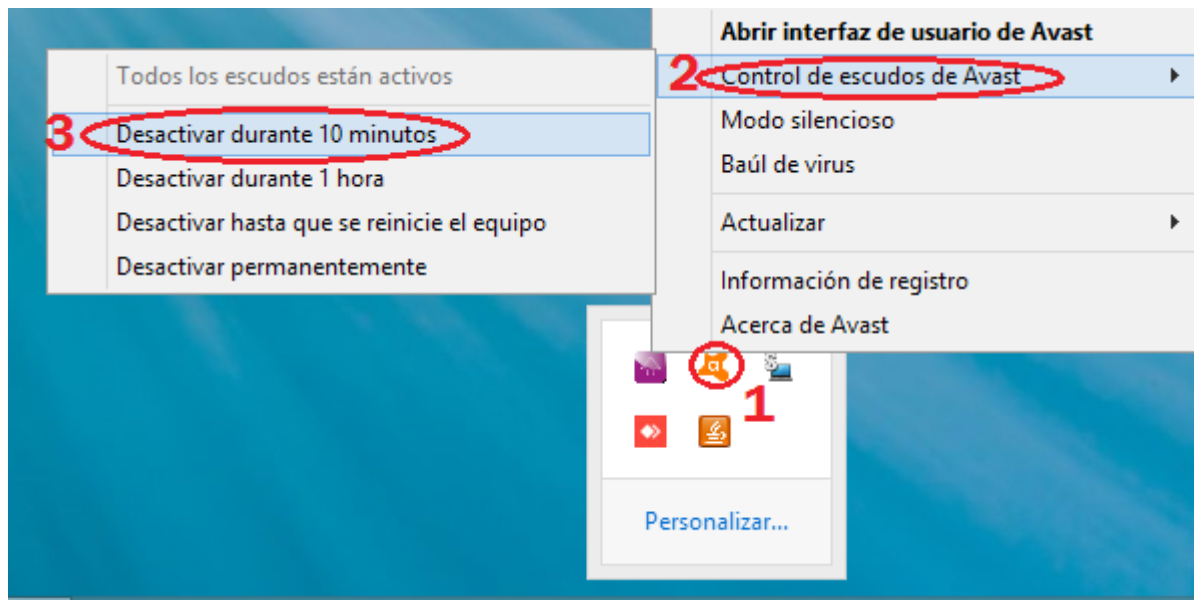 Abrir interfaz de usuario de Avast
2 Control de escudos de Avast
Modo silencioso
Baúl de virus
Actualizar
Información de registro
Acerca de Avast
Todos los escudos están activos
3 Desactivar durante 10 minutos
Desactivar durante 1 hora
Desactivar hasta que se reinicie el equipo
Desactivar permanentemente
1
Personalizar...